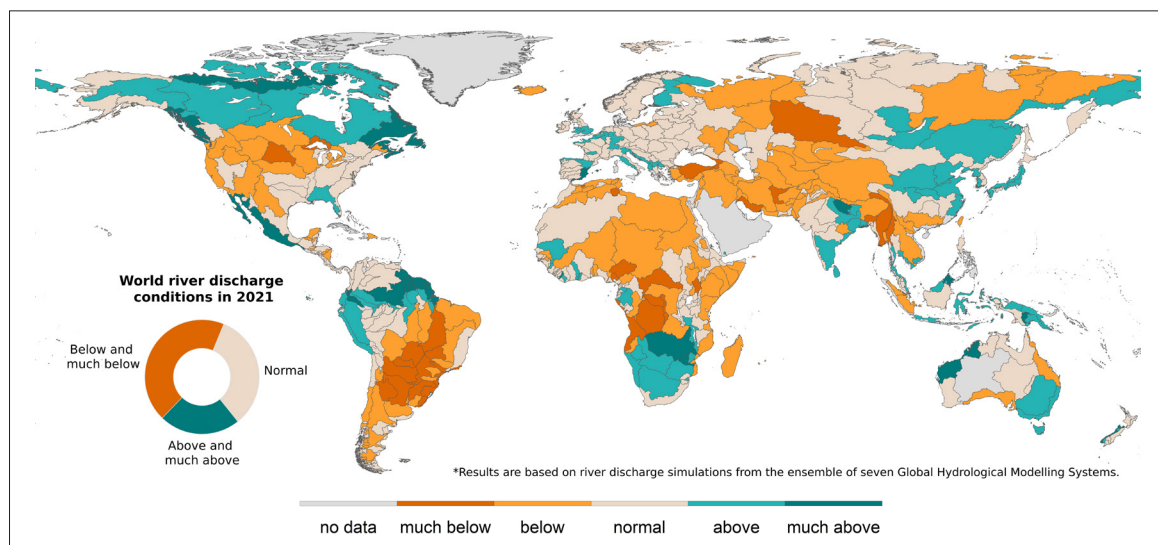 World river discharge
conditions in 2021
Below and
much below
Normal
Above and
much above
*Results are based on river discharge simulations from the ensemble of seven Global Hydrological Modelling Systems.
no data
much below
below
normal
above
much above